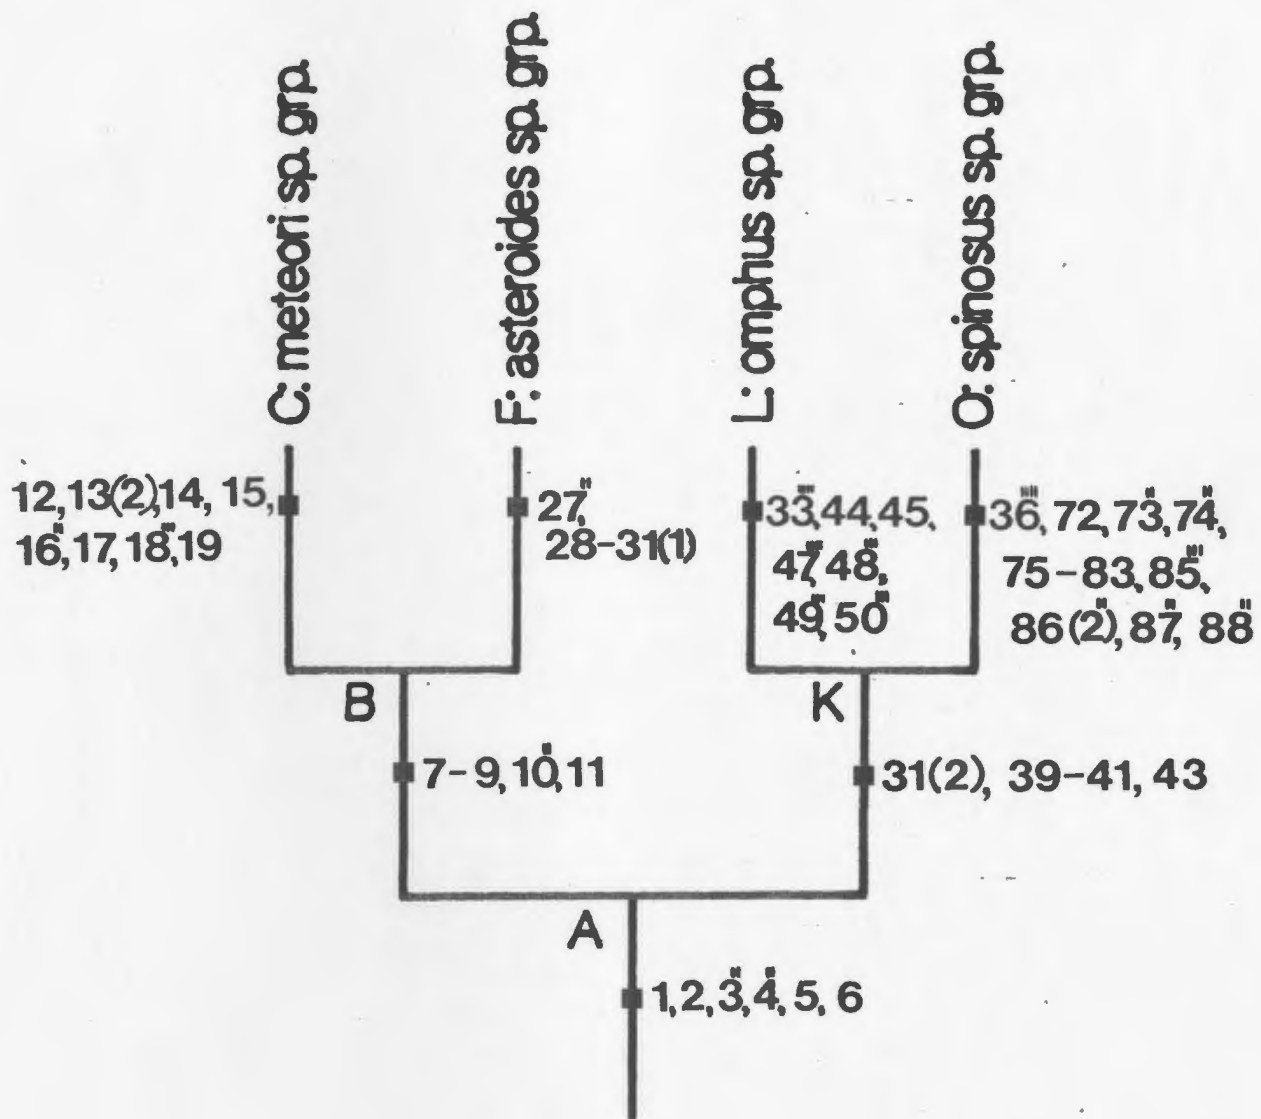 C: meteori sp. grp.
F: asteroides sp. grp.
L: omphus sp. grp.
O: spinosus sp. grp.
12, 13(2), 14, 15,
16", 17, 18''', 19
27",
28-31(1)
33'''', 44, 45,
47''', 48''',
49''', 50"
36'''', 72, 73", 74",
75-83, 85''',
86(2"), 87", 88"
B
K
7-9, 10", 11
31(2), 39-41, 43
A
1, 2, 3", 4", 5, 6